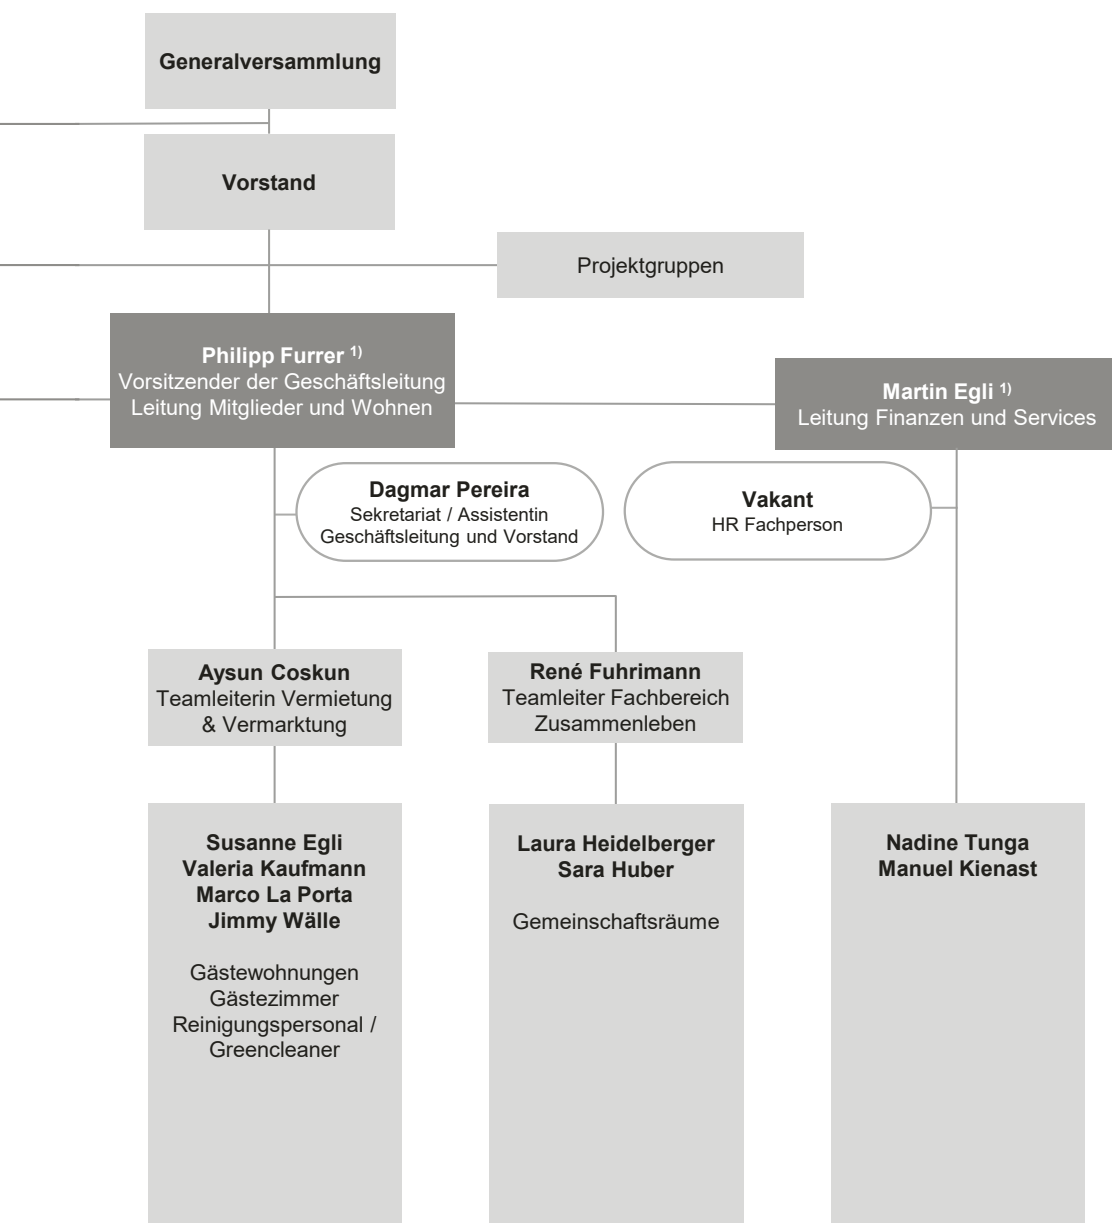 Generalversammlung
Vorstand
Projektgruppen
Philipp Furrer 1)
Vorsitzender der Geschäftsleitung
Leitung Mitglieder und Wohnen
Martin Egli 1)
Leitung Finanzen und Services
Dagmar Pereira
Sekretariat / Assistentin
Geschäftsleitung und Vorstand
Vakant
HR Fachperson
Aysun Coskun
Teamleiterin Vermietung
& Vermarktung
René Fuhrimann
Teamleiter Fachbereich
Zusammenleben
Susanne Egli
Valeria Kaufmann
Marco La Porta
Jimmy Wälle
Gästewohnungen
Gästezimmer
Reinigungspersonal /
Greencleaner
Laura Heidelberger
Sara Huber
Gemeinschaftsräume
Nadine Tunga
Manuel Kienast